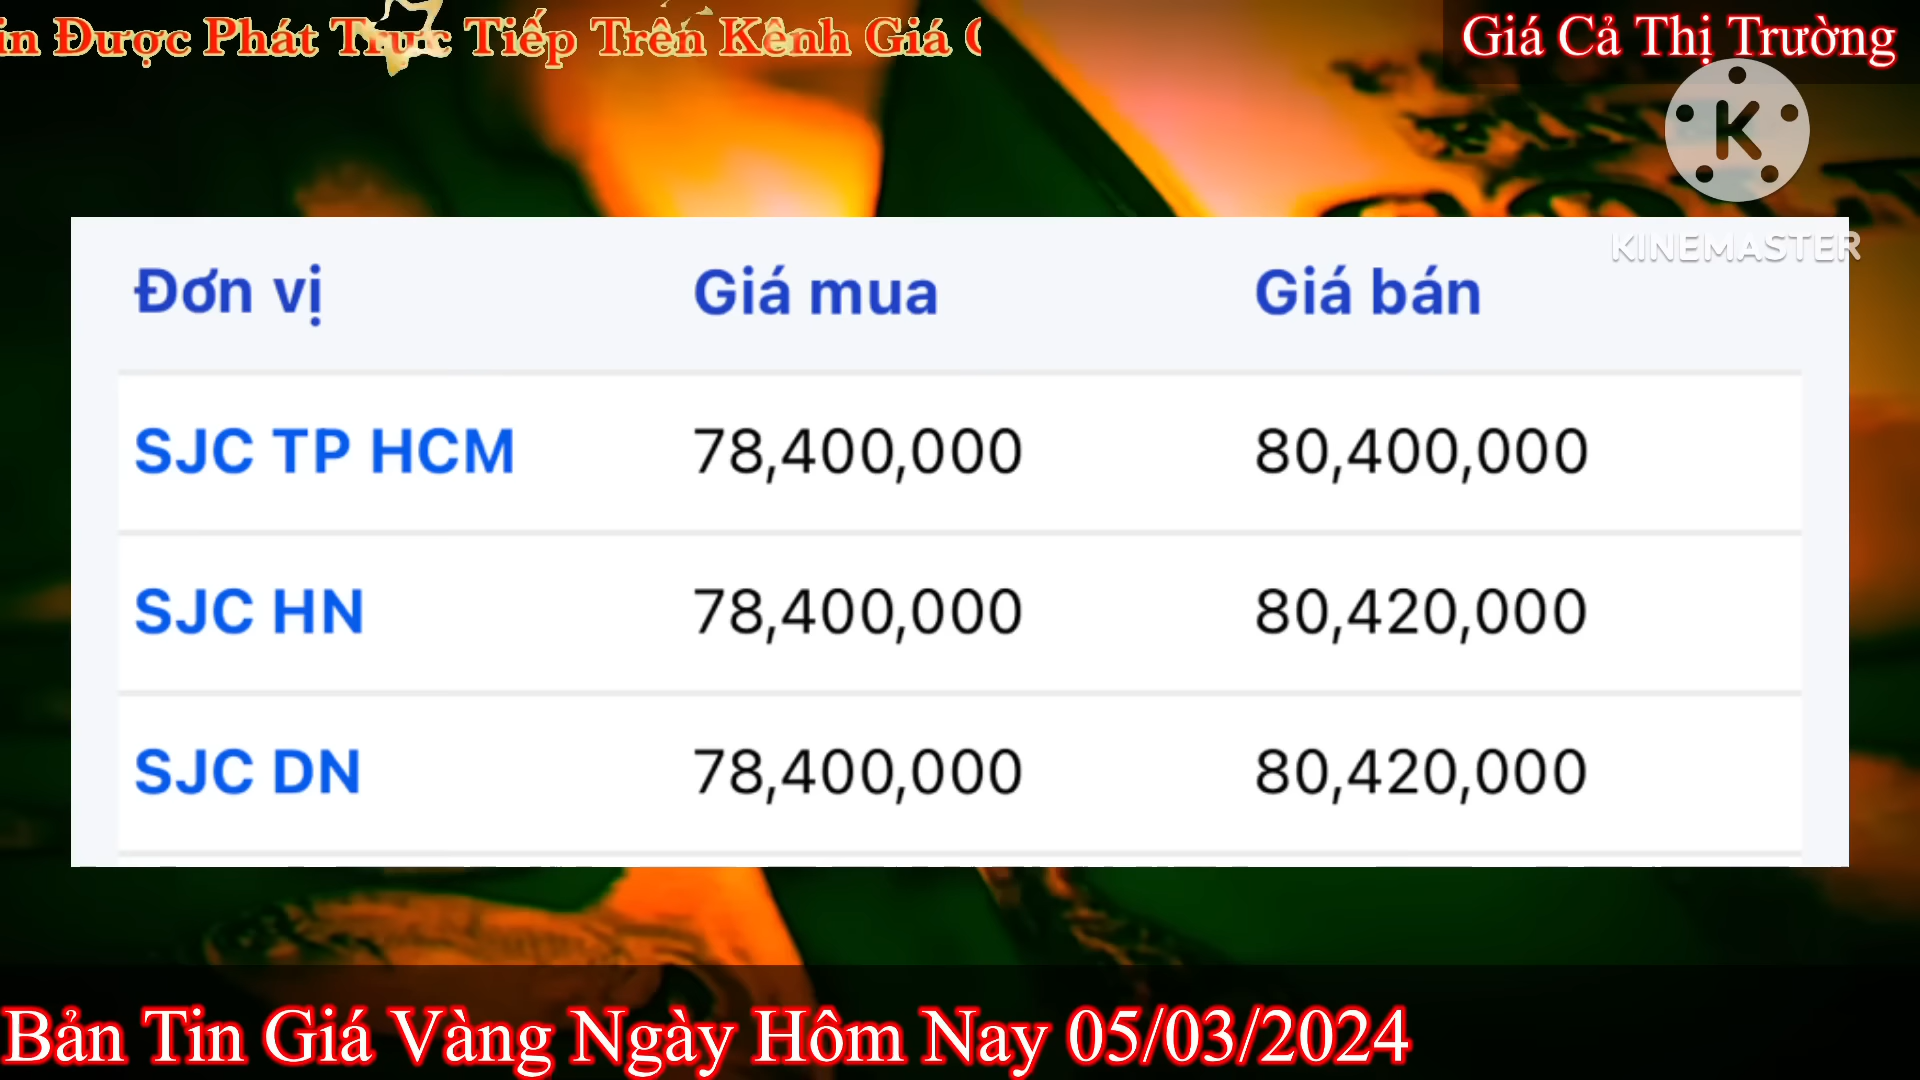 Được Phát Trực Tiếp Trên Kênh Giá
Giá Cả Thị Trường
K
KINEMASTER
Đơn vị Giá mua Giá bán
SJC TP HCM 78,400,000 80,400,000
SJC HN 78,400,000 80,420,000
SJC DN 78,400,000 80,420,000
Bản Tin Giá Vàng Ngày Hôm Nay 05/03/2024